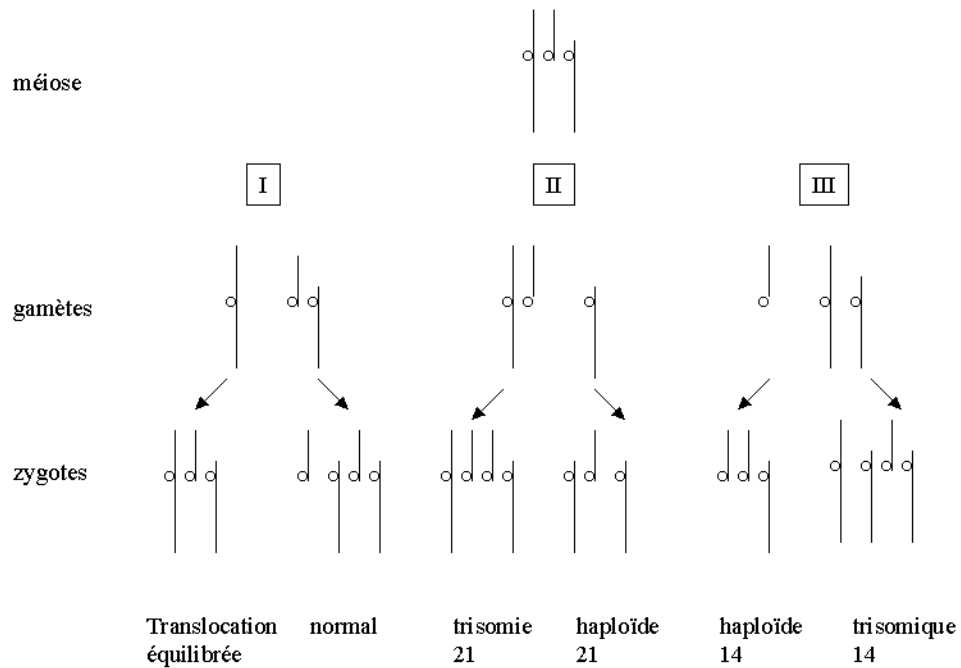 méiose
I II III
gamètes
zygotes
Translocation normal trisomie haploïde haploïde trisomique
équilibrée 21 21 14 14